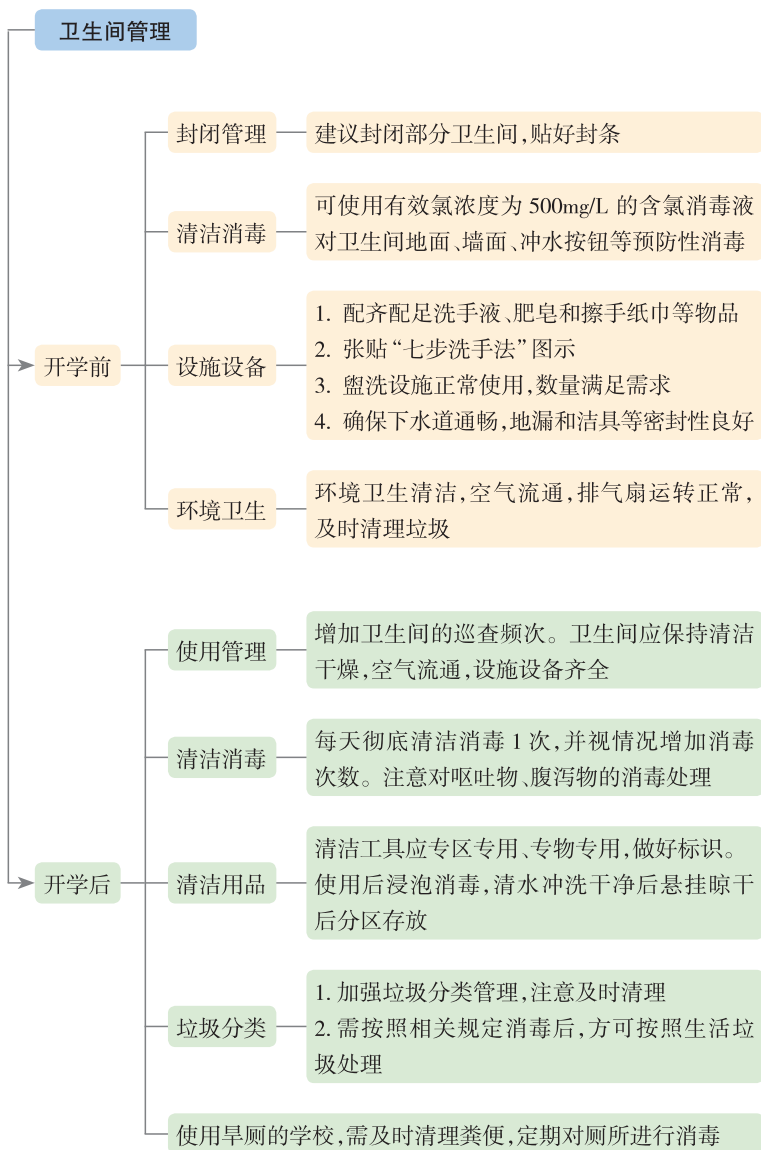 卫生间管理
封闭管理
建议封闭部分卫生间,贴好封条
清洁消毒
可使用有效氯浓度为 500mg/L 的含氯消毒液
对卫生间地面、墙面、冲水按钮等预防性消毒
开学前
设施设备
1. 配齐配足洗手液、肥皂和擦手纸巾等物品
2. 张贴“七步洗手法”图示
3. 盥洗设施正常使用,数量满足需求
4. 确保下水道通畅,地漏和洁具等密封性良好
环境卫生
环境卫生清洁,空气流通,排气扇运转正常,
及时清理垃圾
使用管理
增加卫生间的巡查频次。卫生间应保持清洁
干燥,空气流通,设施设备齐全
清洁消毒
每天彻底清洁消毒 1 次,并视情况增加消毒
次数。注意对呕吐物、腹泻物的消毒处理
开学后
清洁用品
清洁工具应专区专用、专物专用,做好标识。
使用后浸泡消毒,清水冲洗干净后悬挂晾干
后分区存放
垃圾分类
1. 加强垃圾分类管理,注意及时清理
2. 需按照相关规定消毒后,方可按照生活垃
圾处理
使用旱厕的学校,需及时清理粪便,定期对厕所进行消毒